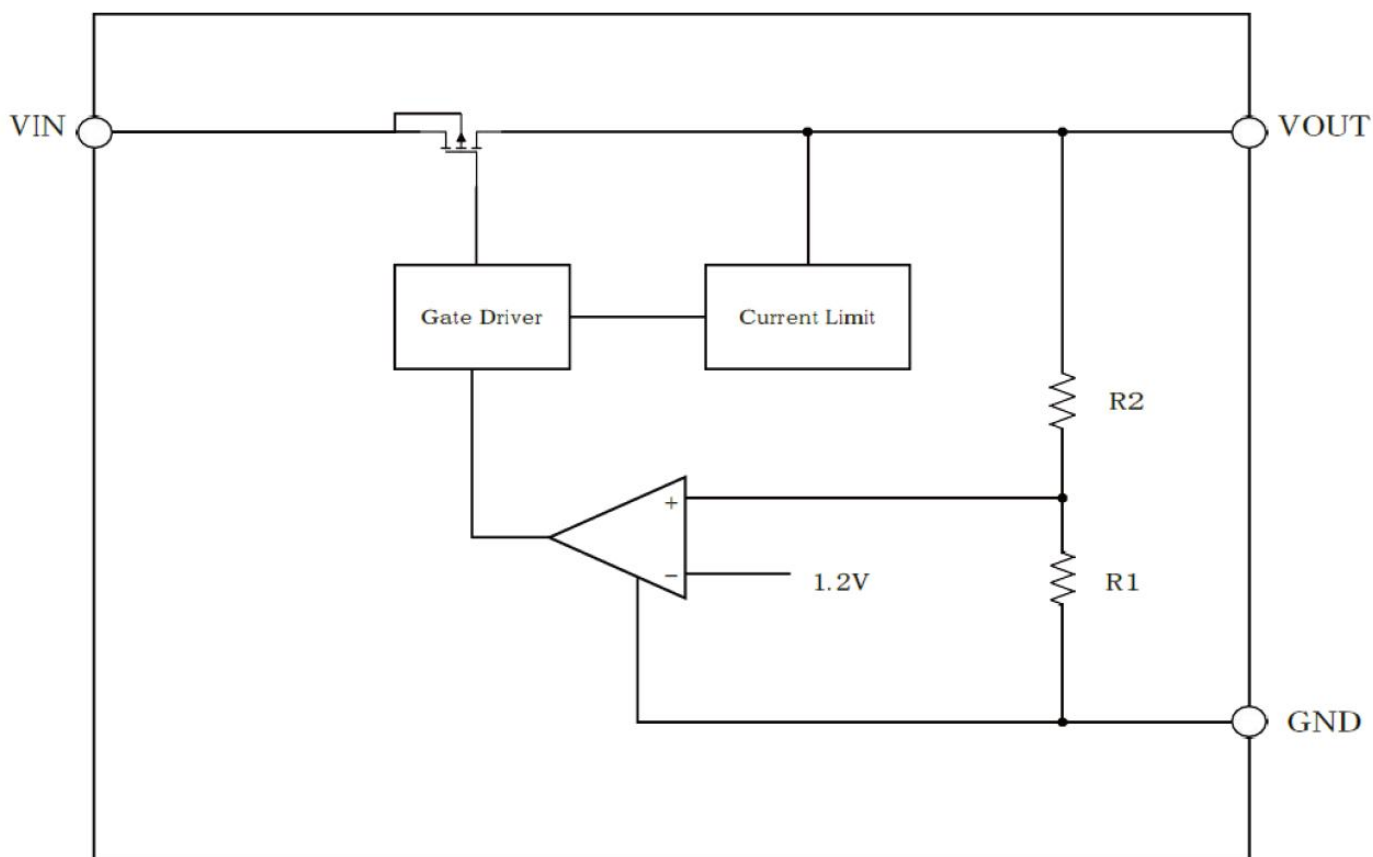 VIN
VOUT
Gate Driver
Current Limit
R2
+
−
1.2V
R1
GND